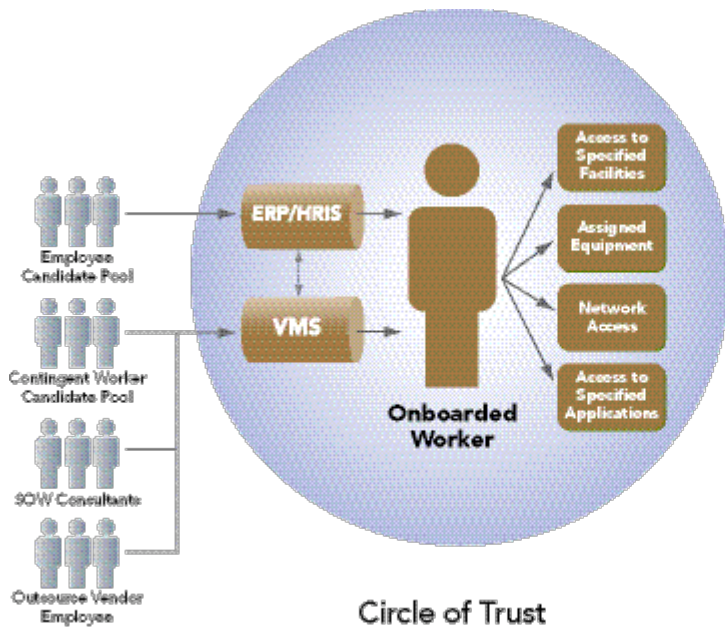 Employee
Candidate Pool
Contingent Worker
Candidate Pool
SOW Consultants
Outsource Vendor
Employee
ERP/HRIS
VMS
Onboarded
Worker
Access to
Specified
Facilities
Assigned
Equipment
Network
Access
Access to
Specified
Applications
Circle of Trust